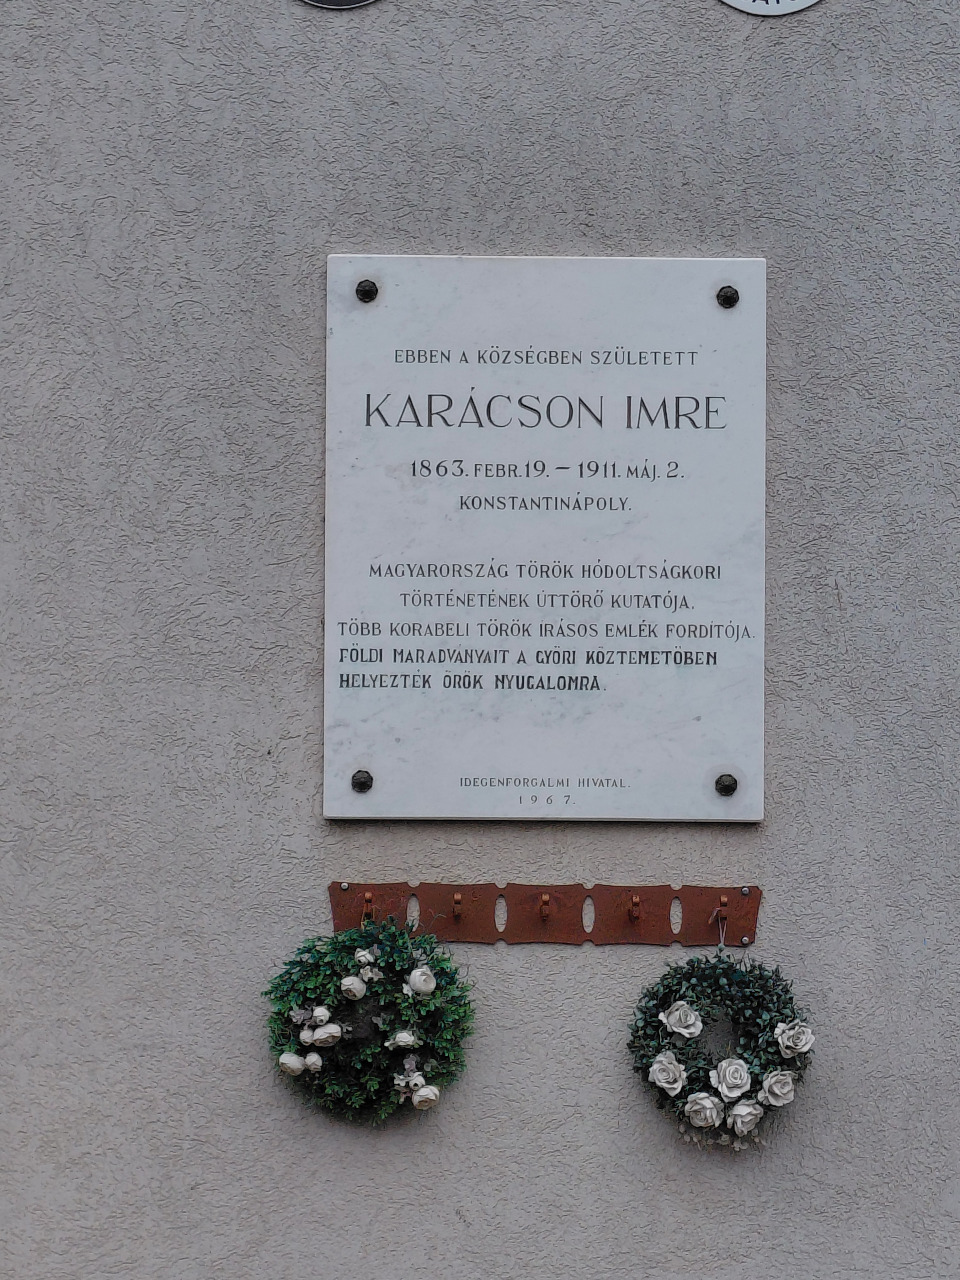 EBBEN A KÖZSÉGBEN SZÜLETETT
KARÁCSON IMRE
1863. FEBR. 19. – 1911. MÁJ. 2.
KONSTANTINÁPOLY.
MAGYARORSZÁG TÖRÖK HÓDOLTSÁGKORI
TÖRTÉNETÉNEK ÚTTÖRŐ KUTATÓJA,
TÖBB KORABELI TÖRÖK ÍRÁSOS EMLÉK FORDÍTÓJA.
FÖLDI MARADVÁNYAIT A GYŐRI KÖZTEMETŐBEN
HELYEZTÉK ÖRÖK NYUGALOMRA.
IDEGENFORGALMI HIVATAL.
1967.